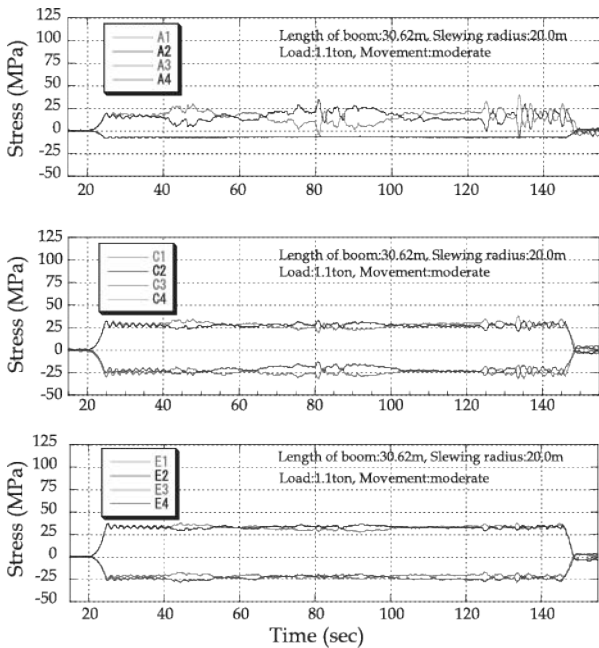 125
100
75
50
25
0
-25
-50
Stress (MPa)
A1
A2
A3
A4
Length of boom:30.62m, Slewing radius:20.0m
Load:1.1ton, Movement:moderate
20 40 60 80 100 120 140
125
100
75
50
25
0
-25
-50
Stress (MPa)
C1
C2
C3
C4
Length of boom:30.62m, Slewing radius:20.0m
Load:1.1ton, Movement:moderate
20 40 60 80 100 120 140
125
100
75
50
25
0
-25
-50
Stress (MPa)
E1
E2
E3
E4
Length of boom:30.62m, Slewing radius:20.0m
Load:1.1ton, Movement:moderate
20 40 60 80 100 120 140
Time (sec)